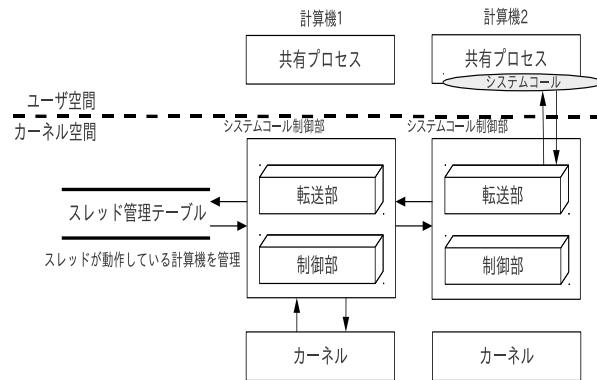 計算機1
計算機2
共有プロセス
共有プロセス
システムコール
ユーザ空間
カーネル空間
システムコール制御部
システムコール制御部
転送部
転送部
スレッド管理テーブル
スレッドが動作している計算機を管理
制御部
制御部
カーネル
カーネル